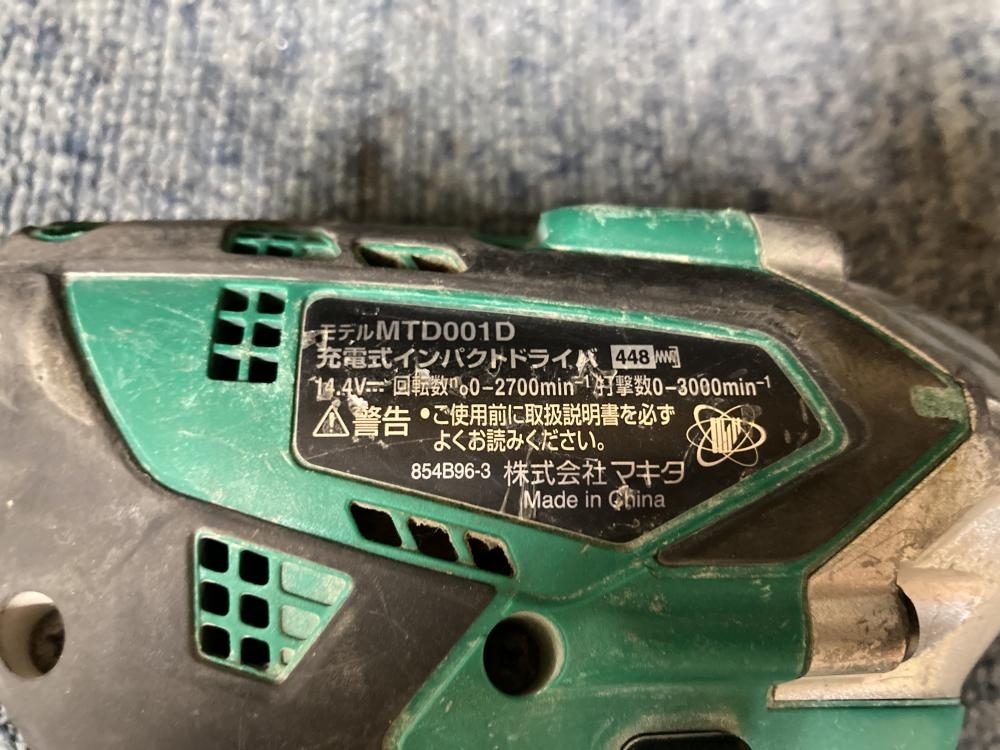 モデルMTD001D
充電式インパクトドライバ 448
14.4V⎓ 回転数n₀0-2700min⁻¹ 打撃数0-3000min⁻¹
⚠警告 •ご使用前に取扱説明書を必ず
よくお読みください。
854B96-3 株式会社 マキタ
Made in China